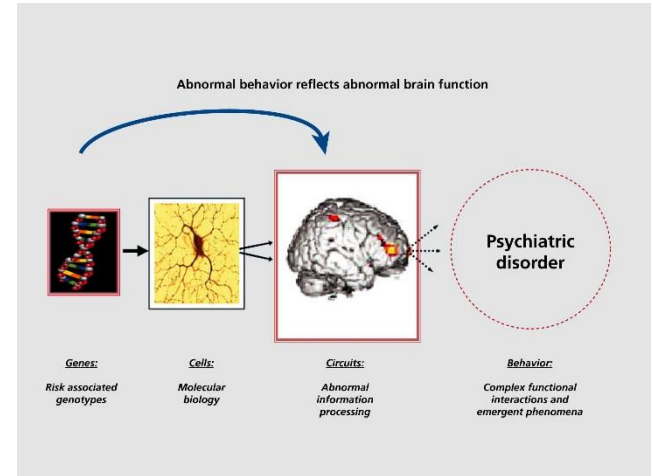 Abnormal behavior reflects abnormal brain function
Psychiatric
disorder
Genes:
Risk associated
genotypes
Cells:
Molecular
biology
Circuits:
Abnormal
information
processing
Behavior:
Complex functional
interactions and
emergent phenomena